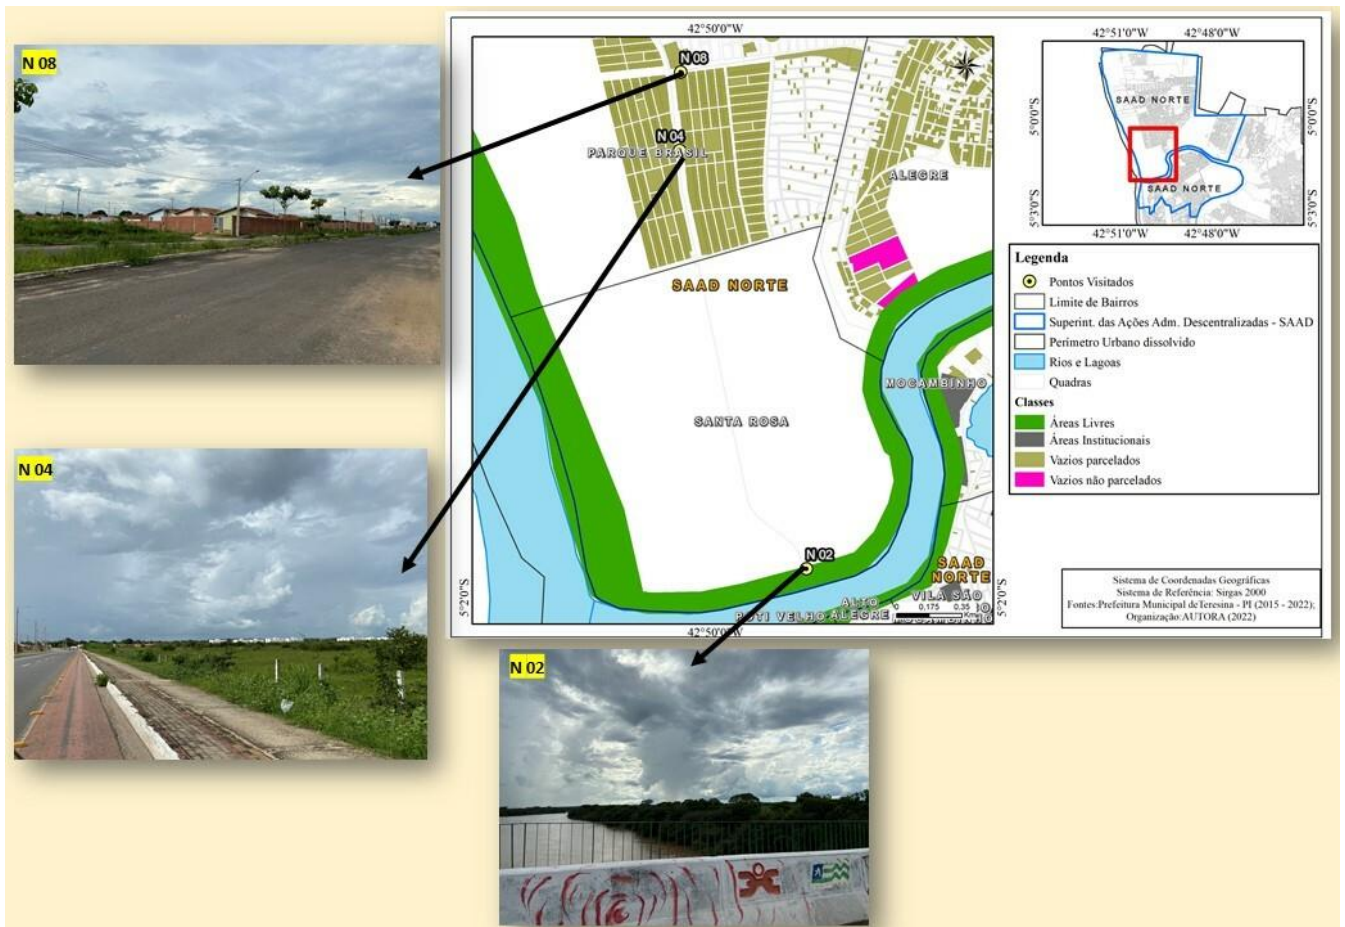 N 08
N 04
N 02
42°50'0"W
N 08
N 04
PARQUE BRASIL
ALEGRE
SAAD NORTE
MOCAMBINHO
SANTA ROSA
N 02
SAAD
NORTE
VILA SÃO
ALTO
ALEGRE
POTI VELHO
0 0,175 0,35
5°2'0"S
5°2'0"S
42°50'0"W
42°51'0"W 42°48'0"W
5°0'0"S
5°0'0"S
SAAD NORTE
SAAD NORTE
5°3'0"S
5°3'0"S
42°51'0"W 42°48'0"W
Legenda
Pontos Visitados
Limite de Bairros
Superint. das Ações Adm. Descentralizadas - SAAD
Perímetro Urbano dissolvido
Rios e Lagoas
Quadras
Classes
Áreas Livres
Áreas Institucionais
Vazios parcelados
Vazios não parcelados
Sistema de Coordenadas Geográficas
Sistema de Referência: Sirgas 2000
Fontes:Prefeitura Municipal deTeresina - PI (2015 - 2022);
Organização:AUTORA (2022)